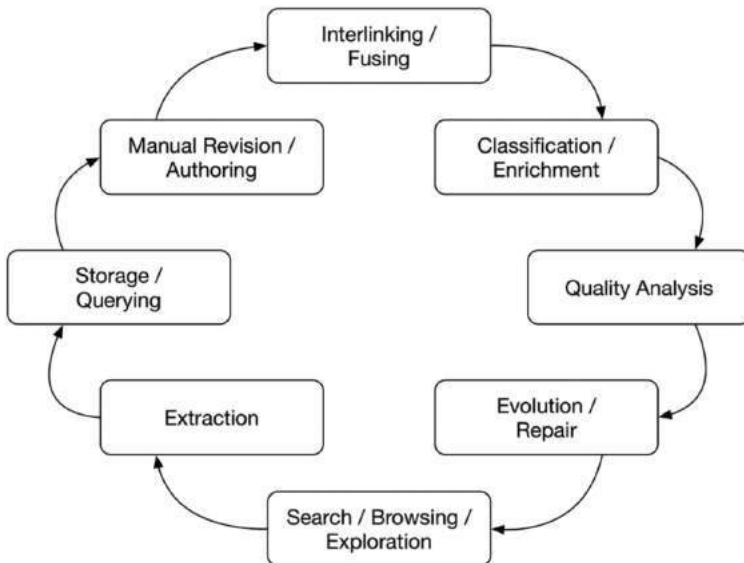 Interlinking /
Fusing
Manual Revision /
Authoring
Classification /
Enrichment
Storage /
Querying
Quality Analysis
Extraction
Evolution /
Repair
Search / Browsing /
Exploration